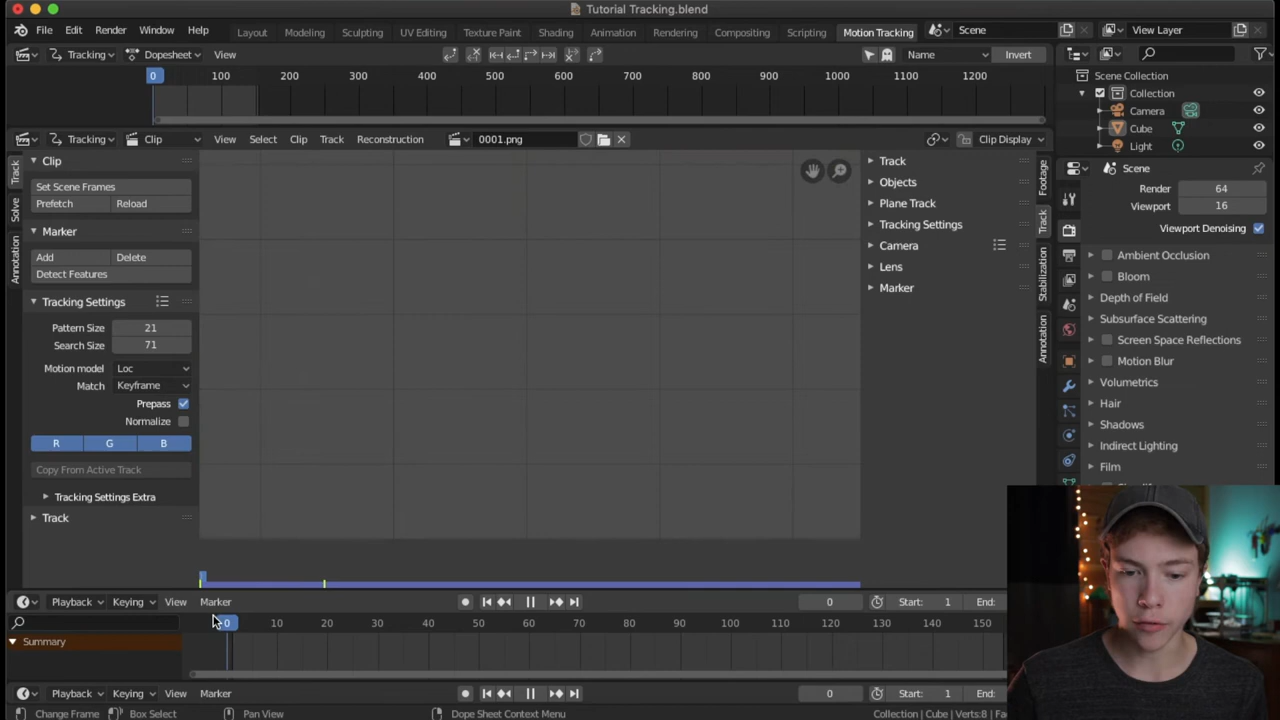 Tutorial Tracking.blend
File Edit Render Window Help Layout Modeling Sculpting UV Editing Texture Paint Shading Animation Rendering Compositing Scripting Motion Tracking Scene View Layer
Tracking Dopesheet View Name Invert
0 100 200 300 400 500 600 700 800 900 1000 1100 1200
Scene Collection
Collection
Camera
Cube
Light
Tracking Clip View Select Clip Track Reconstruction 0001.png Clip Display
Track
Solve
Annotation
Clip
Set Scene Frames
Prefetch Reload
Marker
Add Delete
Detect Features
Tracking Settings
Pattern Size 21
Search Size 71
Motion model Loc
Match Keyframe
Prepass
Normalize
R G B
Copy From Active Track
Tracking Settings Extra
Track
Track
Objects
Plane Track
Tracking Settings
Camera
Lens
Marker
Footage
Track
Stabilization
Annotation
Scene
Render 64
Viewport 16
Viewport Denoising
Ambient Occlusion
Bloom
Depth of Field
Subsurface Scattering
Screen Space Reflections
Motion Blur
Volumetrics
Hair
Shadows
Indirect Lighting
Film
Playback Keying View Marker 0 Start: 1 End:
0 10 20 30 40 50 60 70 80 90 100 110 120 130 140 150
Summary
Playback Keying View Marker 0 Start: 1 End:
Change Frame Box Select Pan View Dope Sheet Context Menu Collection | Cube | Verts:8 | Fa